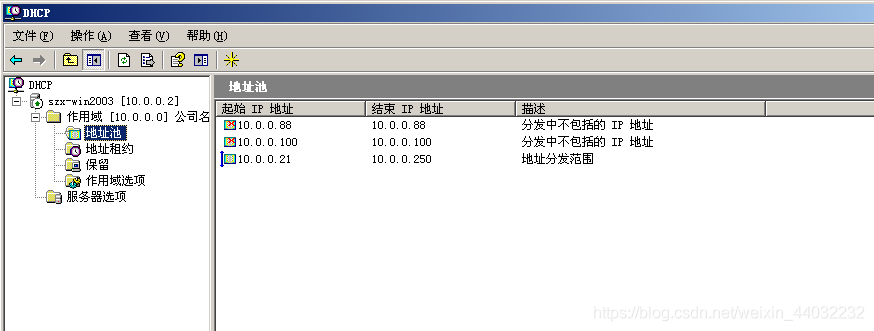 DHCP
文件(F) 操作(A) 查看(V) 帮助(H)
DHCP
szx-win2003 [10.0.0.2]
作用域 [10.0.0.0] 公司名
地址池
地址租约
保留
作用域选项
服务器选项
地址池
起始 IP 地址 结束 IP 地址 描述
10.0.0.88 10.0.0.88 分发中不包括的 IP 地址
10.0.0.100 10.0.0.100 分发中不包括的 IP 地址
10.0.0.21 10.0.0.250 地址分发范围
https://blog.csdn.net/weixin_44032232